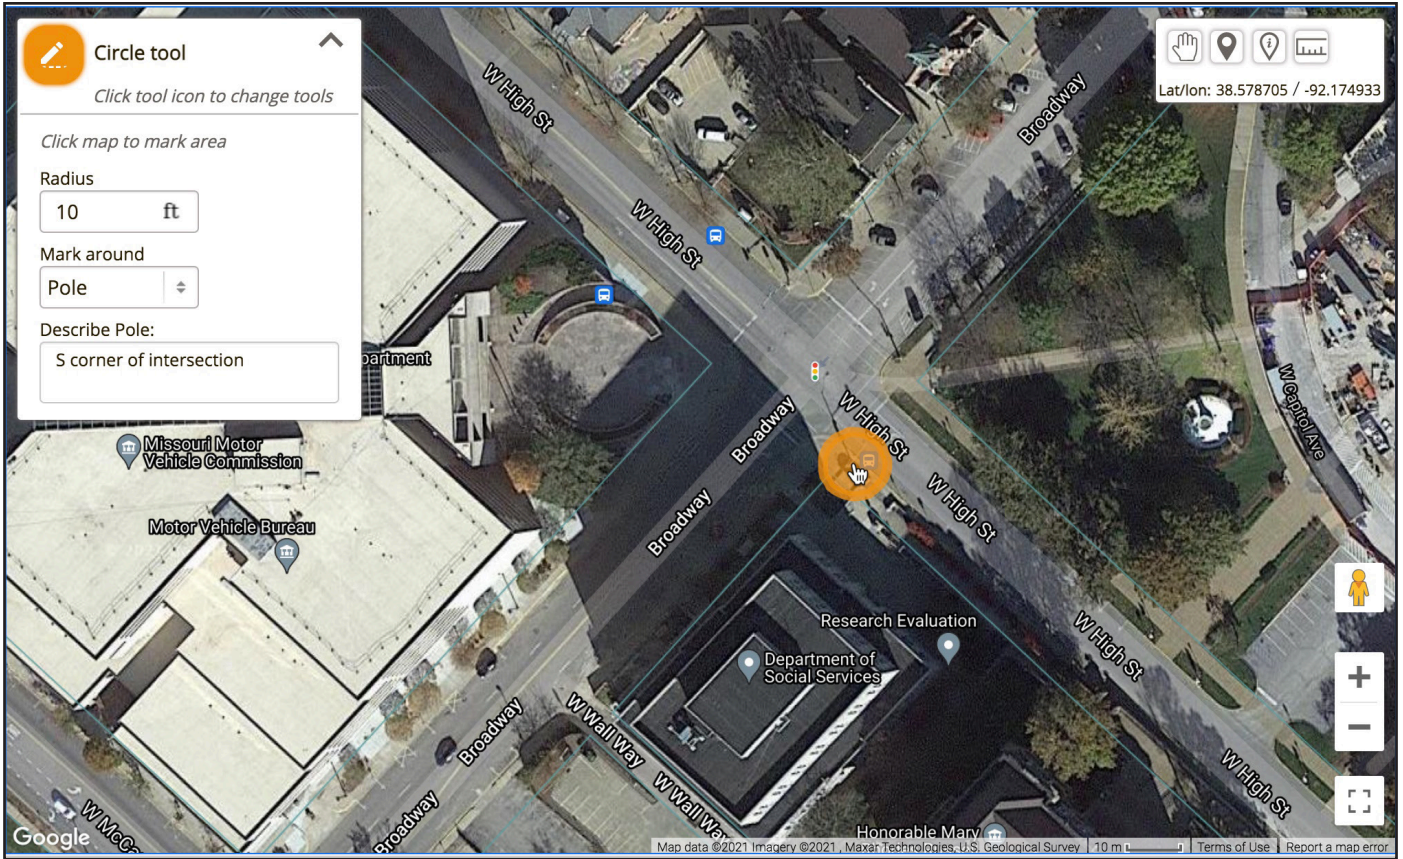 Circle tool
Click tool icon to change tools
Click map to mark area
Radius
10 ft
Mark around
Pole
Describe Pole:
S corner of intersection
Lat/lon: 38.578705 / -92.174933
W High St
Broadway
W High St
partment
W Capitol Ave
Broadway
W High St
Missouri Motor
Vehicle Commission
W High St
Broadway
Motor Vehicle Bureau
Research Evaluation
W High St
Department of
Social Services
Broadway
W Wall Way
W High St
W Wall Way
Broadway
W McCa
Honorable Mary
Google
Map data ©2021 Imagery ©2021 , Maxar Technologies, U.S. Geological Survey
10 m
Terms of Use
Report a map error